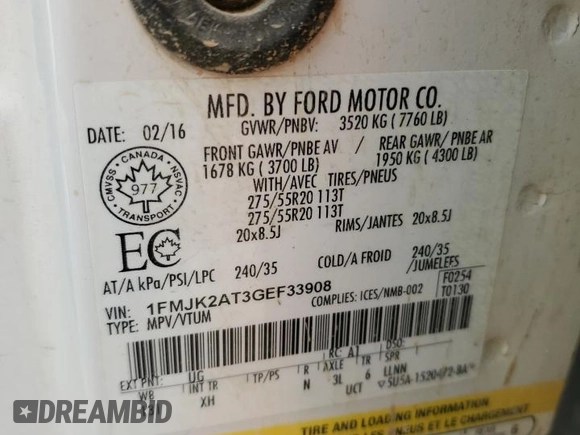 MFD. BY FORD MOTOR CO.
DATE: 02/16
GVWR/PNBV: 3520 KG ( 7760 LB)
FRONT GAWR/PNBE AV / REAR GAWR/ PNBE AR
1678 KG ( 3700 LB) 1950 KG ( 4300 LB)
WITH/AVEC TIRES/PNEUS
275/55R20 113T
275/55R20 113T
20x8.5J RIMS/JANTES 20x8.5J
CMVSS • CANADA • NSVAC
977
• TRANSPORT •
EC
AT/A kPa/PSI/LPC 240/35 COLD/A FROID 240/35
/JUMELEES
VIN: 1FMJK2AT3GEF33908
COMPLIES: ICES/NMB-002
F0254
T0130
TYPE: MPV/VTUM
EXT PNT: UG RC: A DSO:
WB INT TR TP/PS R AXLE TR SPR
XH N 3L 6 LLNN
UCT
TIRE AND LOADING INFORMATION
DREAMBID